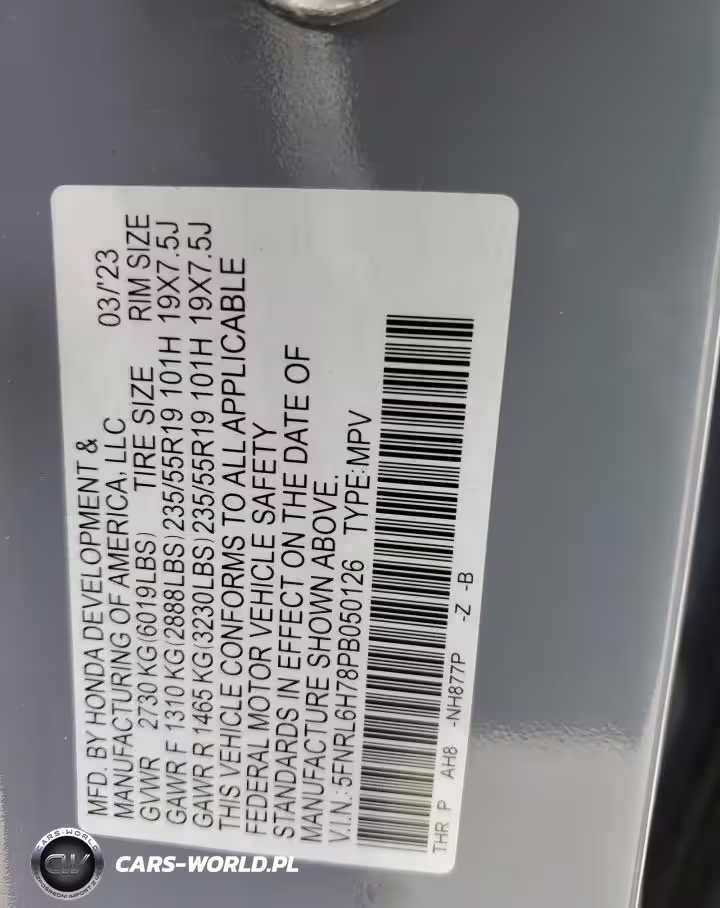 MFD. BY HONDA DEVELOPMENT &
MANUFACTURING OF AMERICA, LLC 03/'23
GVWR 2730 KG(6019LBS) TIRE SIZE RIM SIZE
GAWR F 1310 KG(2888LBS)235/55R19 101H 19X7.5J
GAWR R 1465 KG(3230LBS)235/55R19 101H 19X7.5J
THIS VEHICLE CONFORMS TO ALL APPLICABLE
FEDERAL MOTOR VEHICLE SAFETY
STANDARDS IN EFFECT ON THE DATE OF
MANUFACTURE SHOWN ABOVE.
V.I.N.:5FNRL6H78PB050126 TYPE:MPV
THR P AH8 -NH877P -Z -B
CARS-WORLD
CW
CARS-WORLD.PL